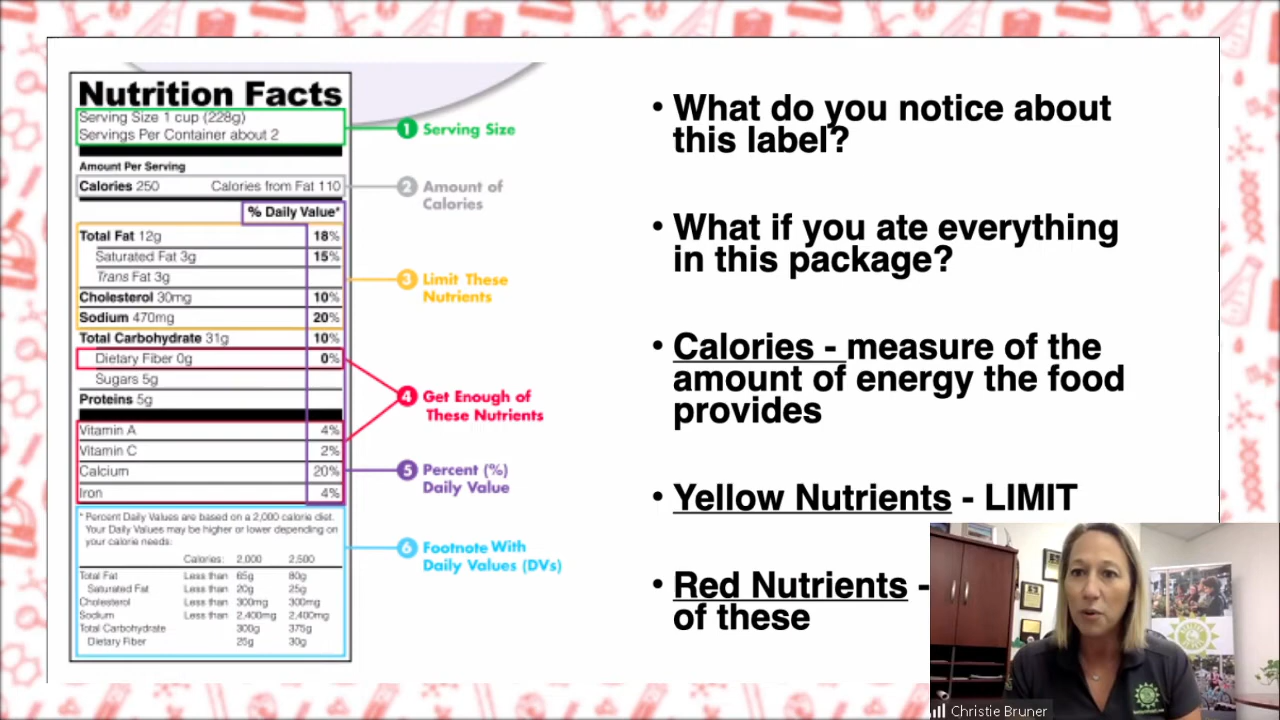 Nutrition Facts
Serving Size 1 cup (228g)
Servings Per Container about 2
Amount Per Serving
Calories 250 Calories from Fat 110
% Daily Value*
Total Fat 12g 18%
Saturated Fat 3g 15%
Trans Fat 3g
Cholesterol 30mg 10%
Sodium 470mg 20%
Total Carbohydrate 31g 10%
Dietary Fiber 0g 0%
Sugars 5g
Proteins 5g
Vitamin A 4%
Vitamin C 2%
Calcium 20%
Iron 4%
* Percent Daily Values are based on a 2,000 calorie diet.
Your Daily Values may be higher or lower depending on
your calorie needs:
Calories: 2,000 2,500
Total Fat Less than 65g 80g
Saturated Fat Less than 20g 25g
Cholesterol Less than 300mg 300mg
Sodium Less than 2,400mg 2,400mg
Total Carbohydrate 300g 375g
Dietary Fiber 25g 30g
1 Serving Size
2 Amount of
Calories
3 Limit These
Nutrients
4 Get Enough of
These Nutrients
5 Percent (%)
Daily Value
6 Footnote With
Daily Values (DVs)
• What do you notice about
this label?
• What if you ate everything
in this package?
• Calories - measure of the
amount of energy the food
provides
• Yellow Nutrients - LIMIT
• Red Nutrients -
of these
Christie Bruner